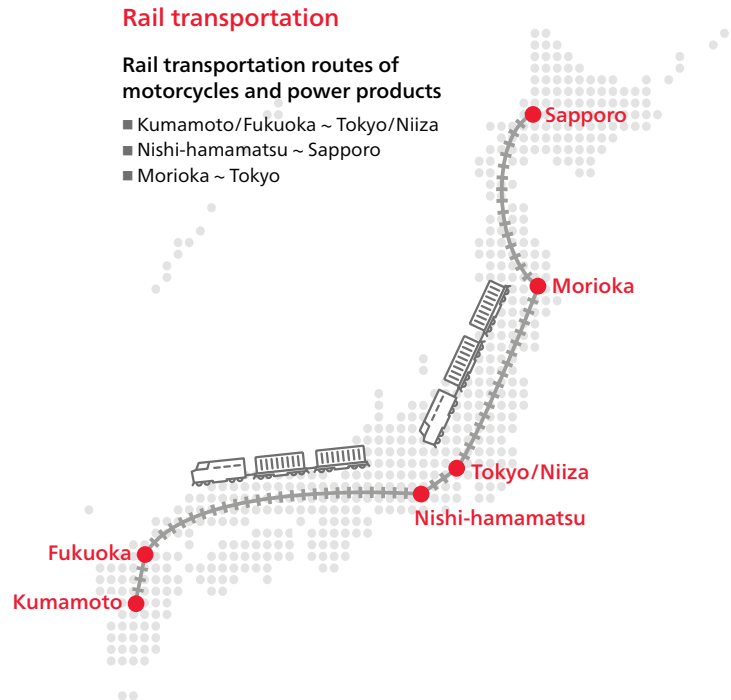 Rail transportation
Rail transportation routes of
motorcycles and power products
■ Kumamoto/Fukuoka ~ Tokyo/Niiza
■ Nishi-hamamatsu ~ Sapporo
■ Morioka ~ Tokyo
Sapporo
Morioka
Tokyo/Niiza
Nishi-hamamatsu
Fukuoka
Kumamoto